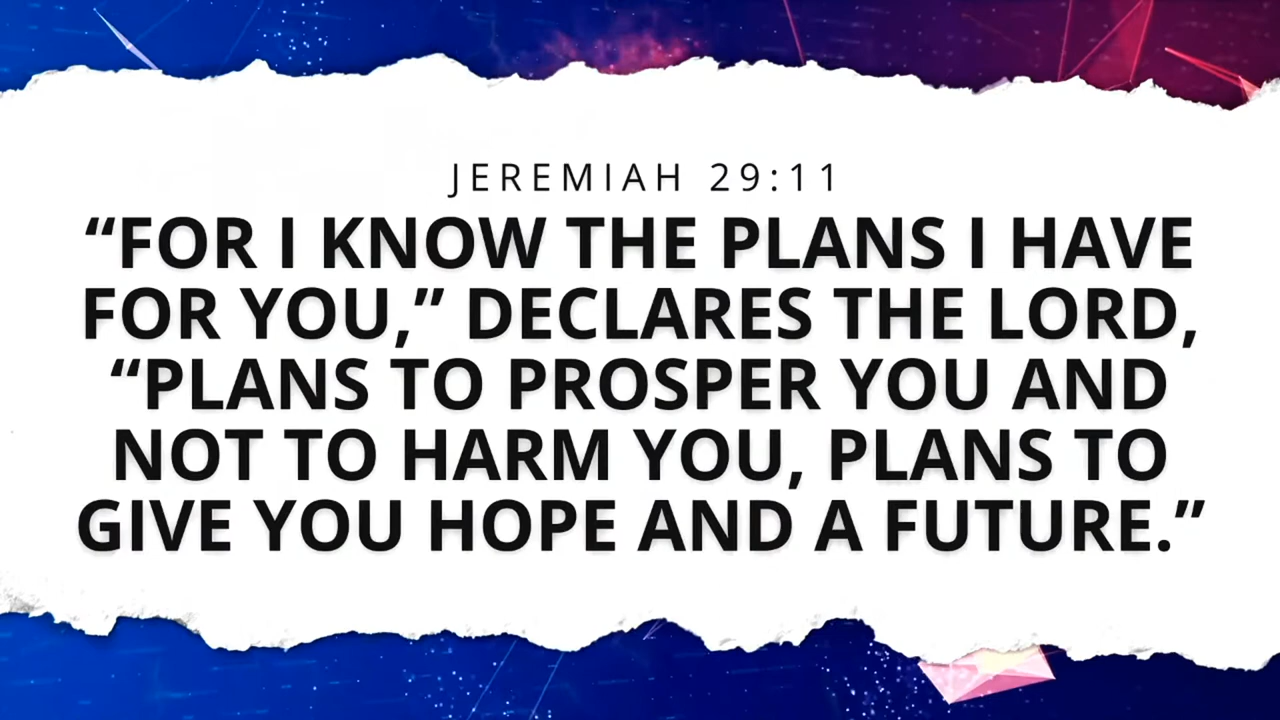 JEREMIAH 29:11
“FOR I KNOW THE PLANS I HAVE
FOR YOU,” DECLARES THE LORD,
“PLANS TO PROSPER YOU AND
NOT TO HARM YOU, PLANS TO
GIVE YOU HOPE AND A FUTURE.”